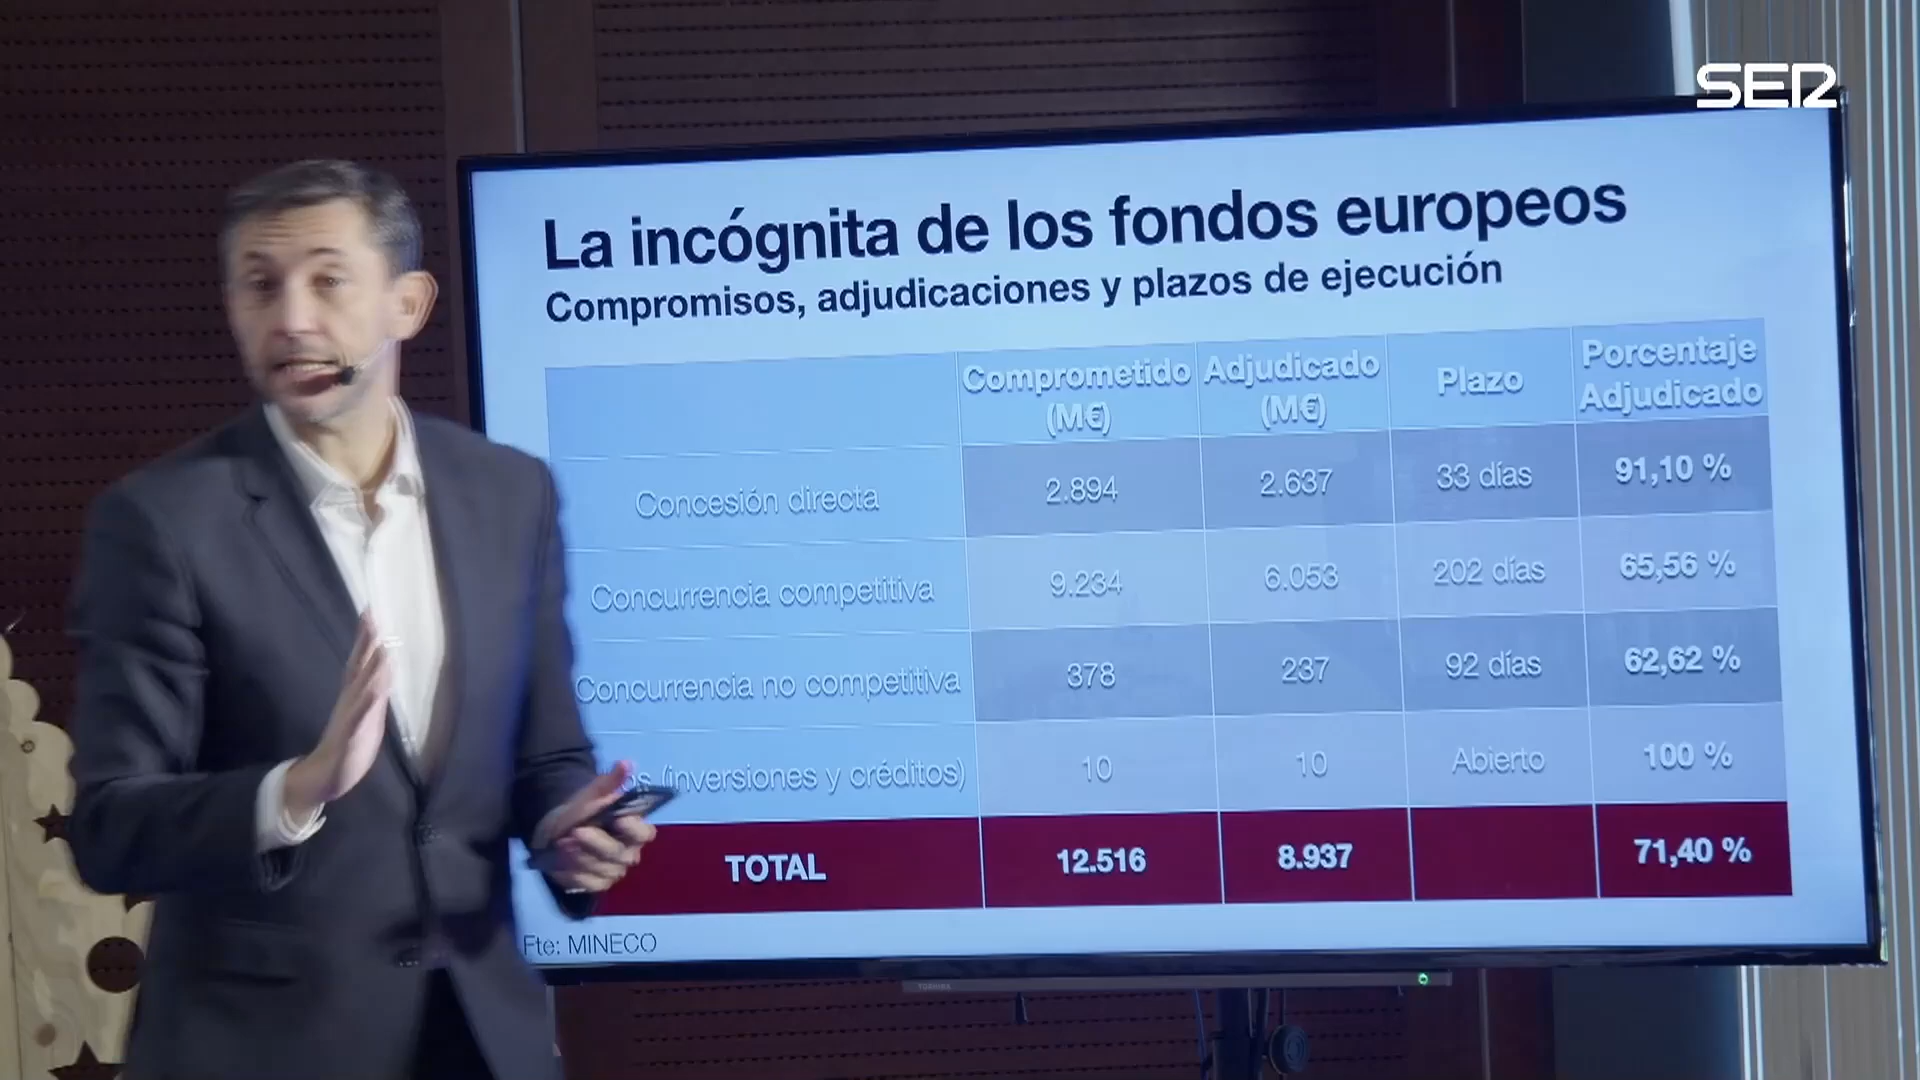 SER
La incógnita de los fondos europeos
Compromisos, adjudicaciones y plazos de ejecución
Comprometido (M€) Adjudicado (M€) Plazo Porcentaje Adjudicado
Concesión directa 2.894 2.637 33 días 91,10 %
Concurrencia competitiva 9.234 6.053 202 días 65,56 %
Concurrencia no competitiva 378 237 92 días 62,62 %
(inversiones y créditos) 10 10 Abierto 100 %
TOTAL 12.516 8.937 71,40 %
Fte: MINECO
TOSHIBA